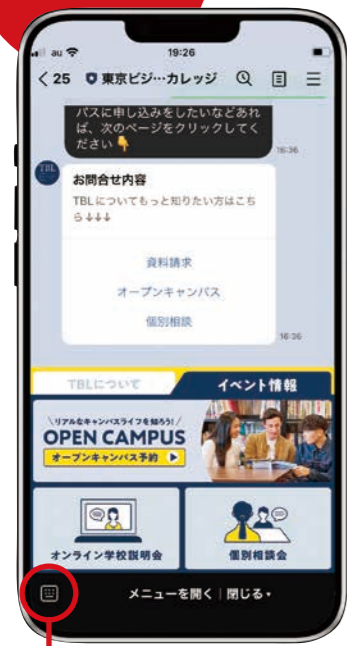 au
19:26
25
東京ビジ…カレッジ
パスに申し込みをしたいなどあれ
ば、次のページをクリックしてく
ださい👇
16:36
TBL
お問合せ内容
TBLについてもっと知りたい方はこち
ら↓↓↓
資料請求
オープンキャンパス
個別相談
16:36
TBLについて
イベント情報
\リアルなキャンパスライフを知ろう!/
OPEN CAMPUS
オープンキャンパス予約
オンライン学校説明会
個別相談会
メニューを開く|閉じる▾